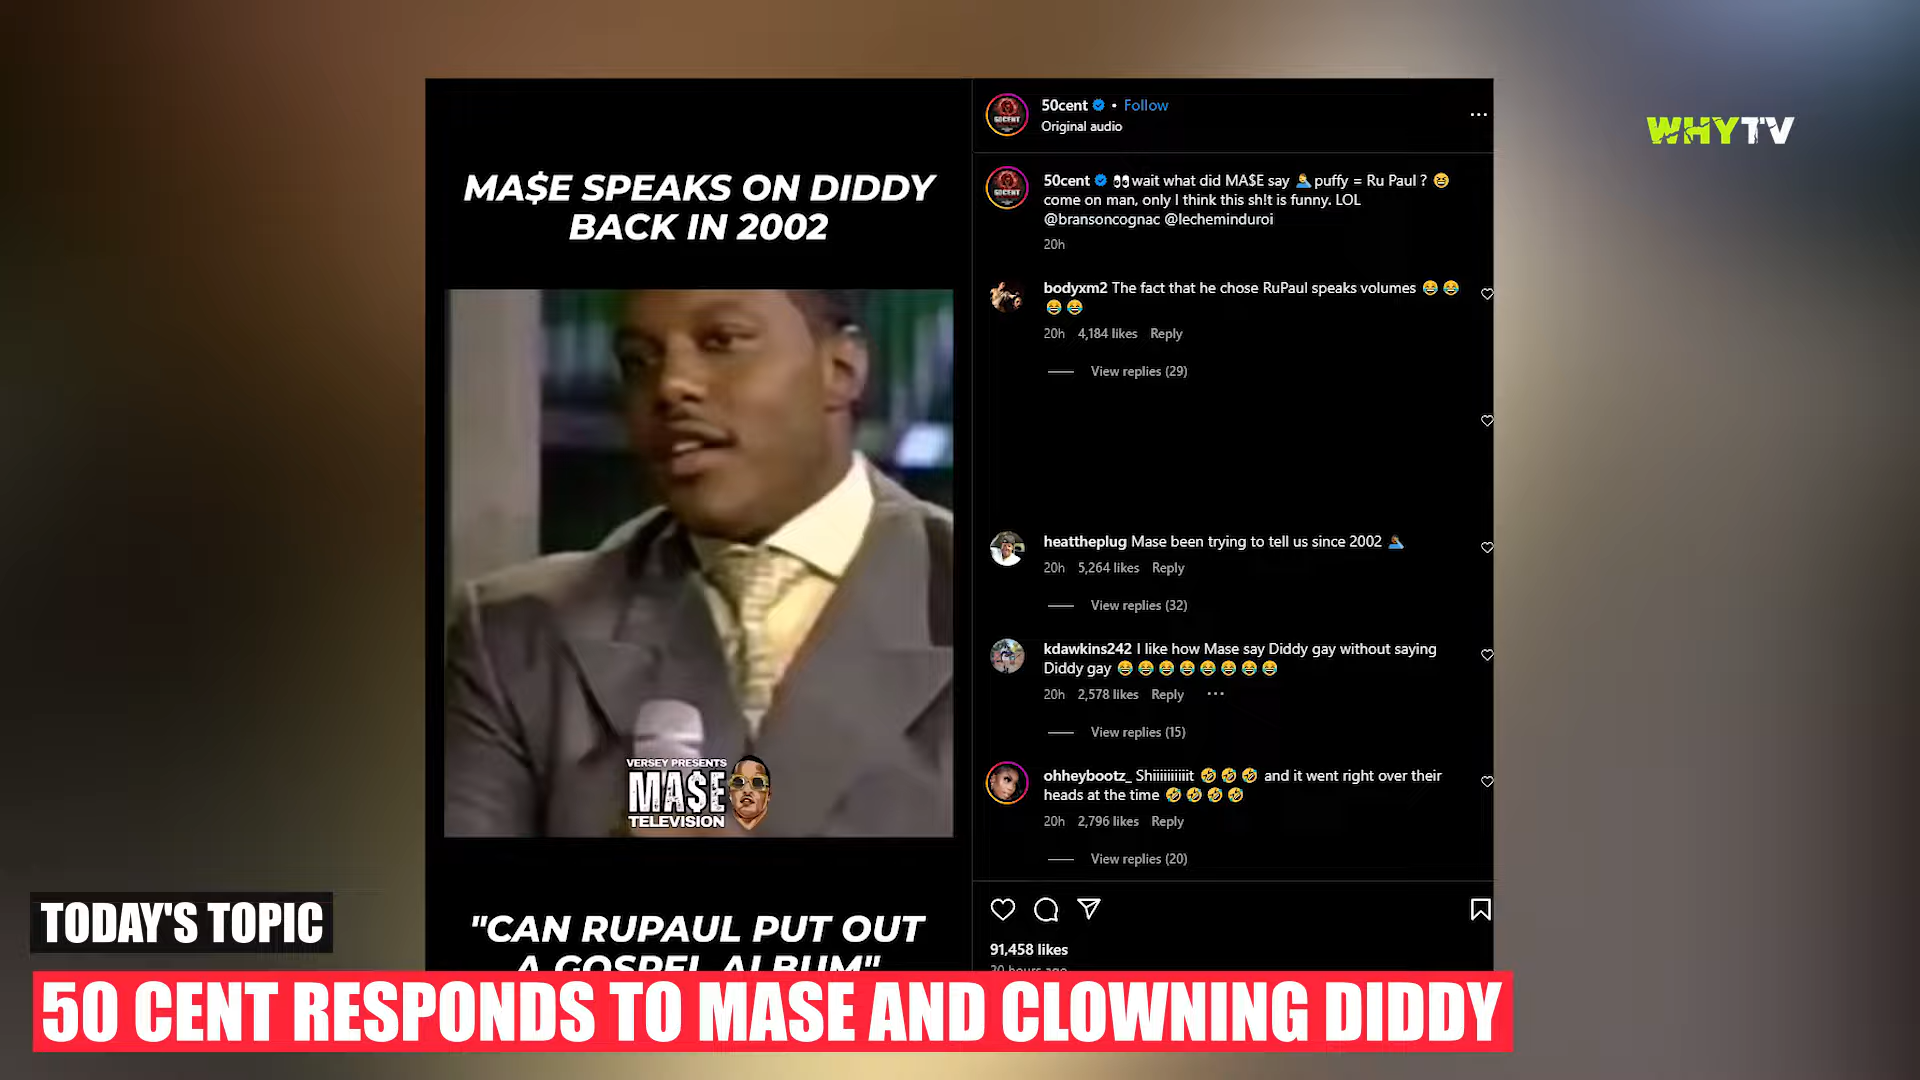 WHYTV
MA$E SPEAKS ON DIDDY
BACK IN 2002
VERSEY PRESENTS
MA$E
TELEVISION
"CAN RUPAUL PUT OUT
A GOSPEL ALBUM"
50cent • Follow
Original audio
50cent 👀wait what did MA$E say 🤦‍♂️puffy = Ru Paul ? 😆
come on man, only I think this sh!t is funny. LOL
@bransoncognac @lecheminduroi
20h
bodyxm2 The fact that he chose RuPaul speaks volumes 😂😂
😂😂
20h 4,184 likes Reply
View replies (29)
heattheplug Mase been trying to tell us since 2002 🤦🏾‍♂️
20h 5,264 likes Reply
View replies (32)
kdawkins242 I like how Mase say Diddy gay without saying
Diddy gay 😂😂😂😂😂😂😂😂
20h 2,578 likes Reply ...
View replies (15)
ohheybootz_ Shiiiiiiiiiiit 🤣🤣🤣 and it went right over their
heads at the time 🤣🤣🤣🤣
20h 2,796 likes Reply
View replies (20)
91,458 likes
20 hours ago
TODAY'S TOPIC
50 CENT RESPONDS TO MASE AND CLOWNING DIDDY